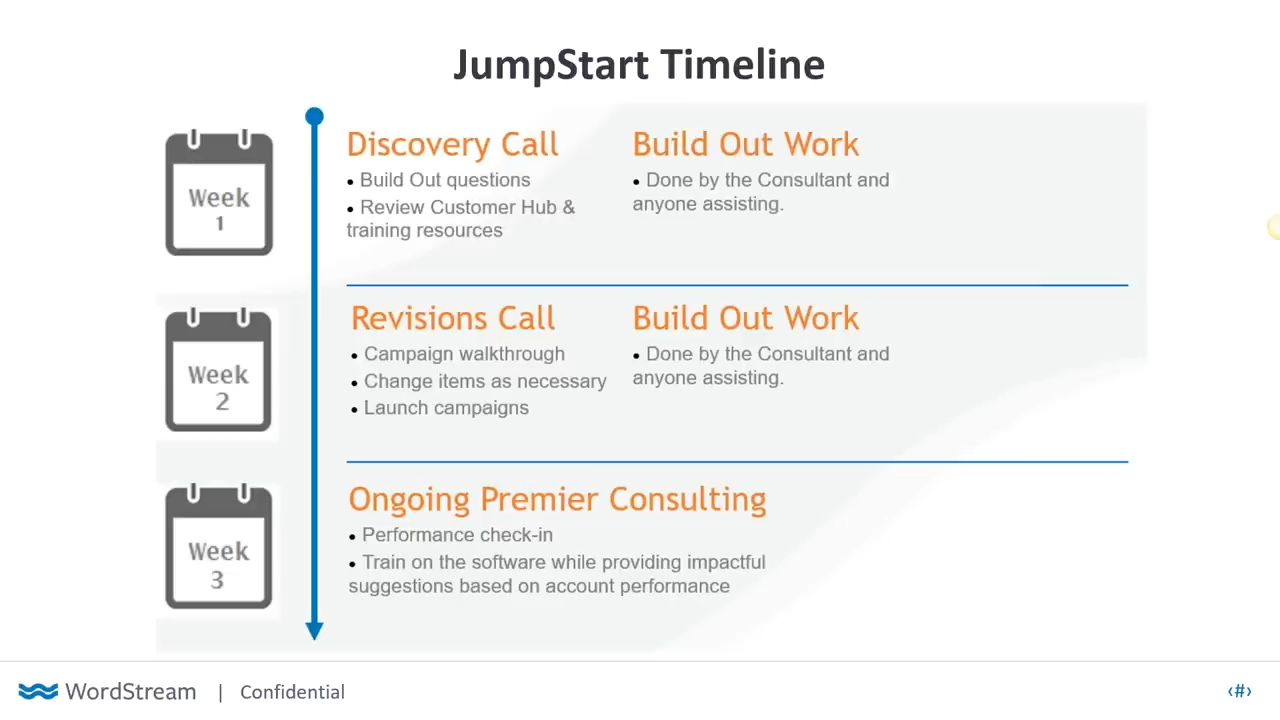 JumpStart Timeline
Week
1
Discovery Call
• Build Out questions
• Review Customer Hub &
training resources
Build Out Work
• Done by the Consultant and
anyone assisting.
Week
2
Revisions Call
• Campaign walkthrough
• Change items as necessary
• Launch campaigns
Build Out Work
• Done by the Consultant and
anyone assisting.
Week
3
Ongoing Premier Consulting
• Performance check-in
• Train on the software while providing impactful
suggestions based on account performance
WordStream | Confidential
‹#›